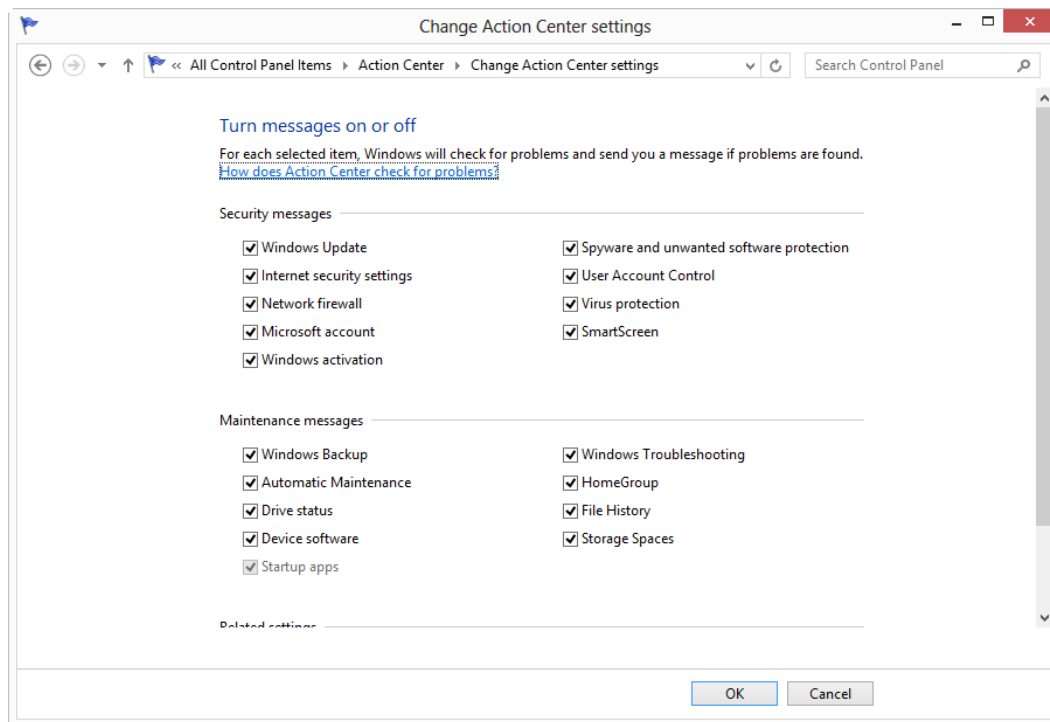 Change Action Center settings
« All Control Panel Items Action Center Change Action Center settings Search Control Panel
Turn messages on or off
For each selected item, Windows will check for problems and send you a message if problems are found.
How does Action Center check for problems?
Security messages
Windows Update
Spyware and unwanted software protection
Internet security settings
User Account Control
Network firewall
Virus protection
Microsoft account
SmartScreen
Windows activation
Maintenance messages
Windows Backup
Windows Troubleshooting
Automatic Maintenance
HomeGroup
Drive status
File History
Device software
Storage Spaces
Startup apps
Related settings
OK Cancel